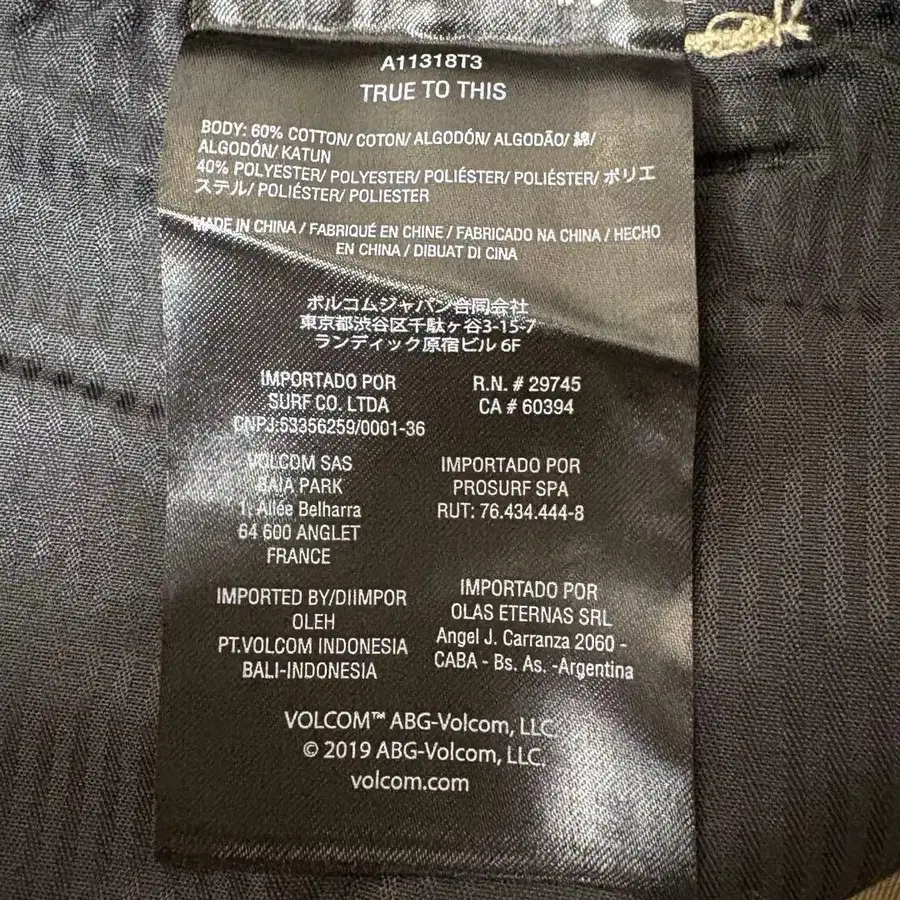 A11318T3
TRUE TO THIS
BODY: 60% COTTON/ COTON/ ALGODÓN/ ALGODÃO/ 綿/
ALGODÓN/ KATUN
40% POLYESTER/ POLYESTER/ POLIÉSTER/ POLIÉSTER/ ポリエ
ステル/ POLIÉSTER/ POLIESTER
MADE IN CHINA / FABRIQUÉ EN CHINE / FABRICADO NA CHINA / HECHO
EN CHINA / DIBUAT DI CINA
ボルコムジャパン合同会社
東京都渋谷区千駄ヶ谷3-15-7
ランディック原宿ビル 6F
IMPORTADO POR
SURF CO. LTDA
CNPJ:53356259/0001-36
R.N. # 29745
CA # 60394
VOLCOM SAS
BAIA PARK
1, Allée Belharra
64 600 ANGLET
FRANCE
IMPORTADO POR
PROSURF SPA
RUT: 76.434.444-8
IMPORTED BY/DIIMPOR
OLEH
PT.VOLCOM INDONESIA
BALI-INDONESIA
IMPORTADO POR
OLAS ETERNAS SRL
Angel J. Carranza 2060 -
CABA - Bs. As. -Argentina
VOLCOM™ ABG-Volcom, LLC.
© 2019 ABG-Volcom, LLC.
volcom.com